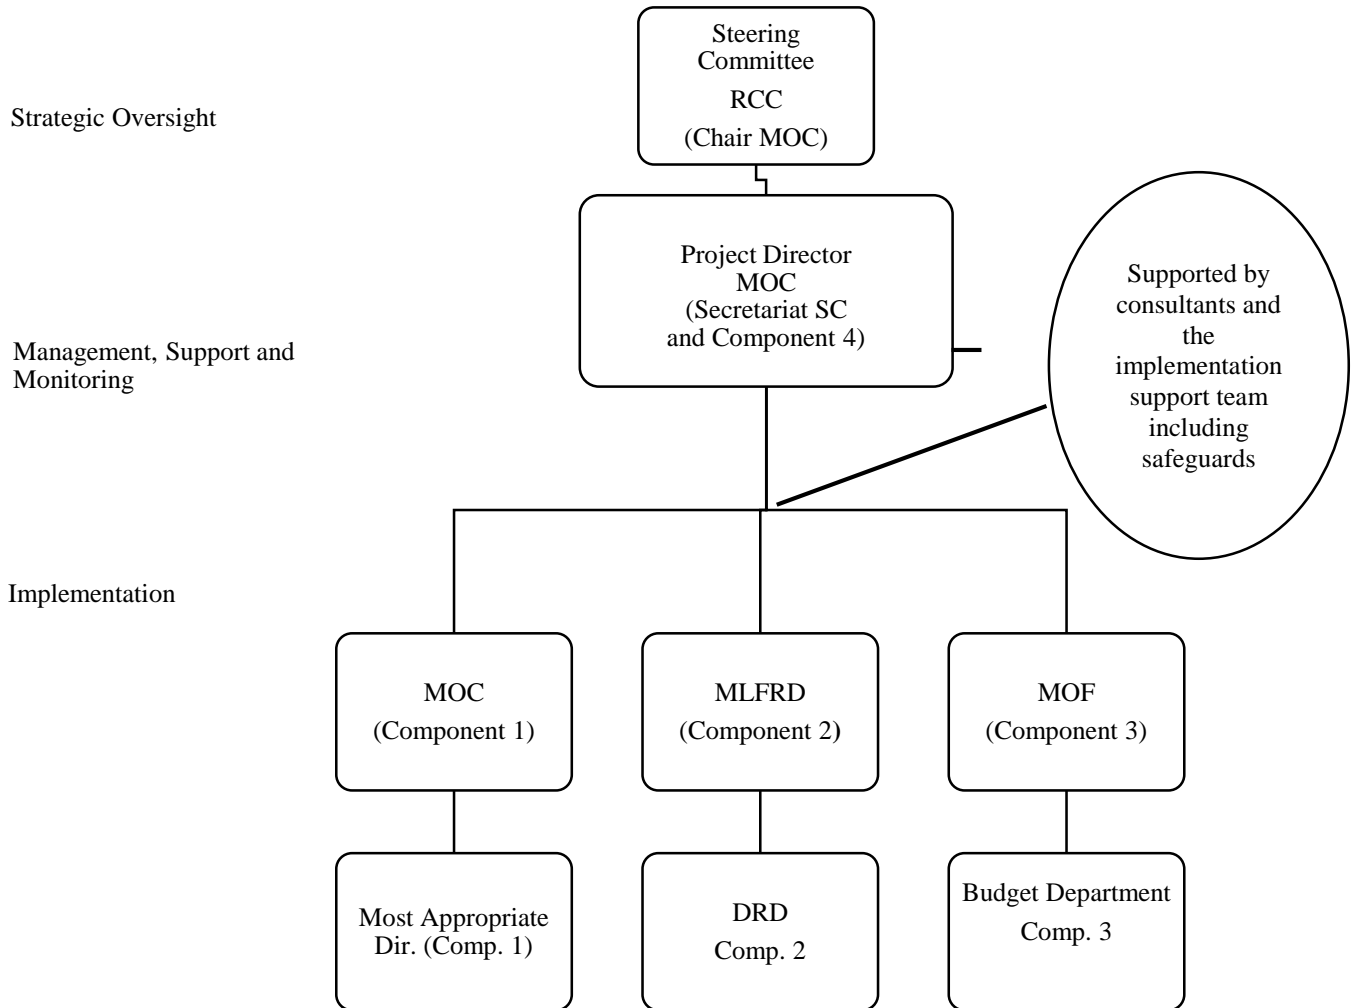 Steering
Committee
RCC
(Chair MOC)
Strategic Oversight
Project Director
MOC
(Secretariat SC
and Component 4)
Management, Support and
Monitoring
Supported by
consultants and
the
implementation
support team
including
safeguards
Implementation
MOC
(Component 1)
MLFRD
(Component 2)
MOF
(Component 3)
Most Appropriate
Dir. (Comp. 1)
DRD
Comp. 2
Budget Department
Comp. 3